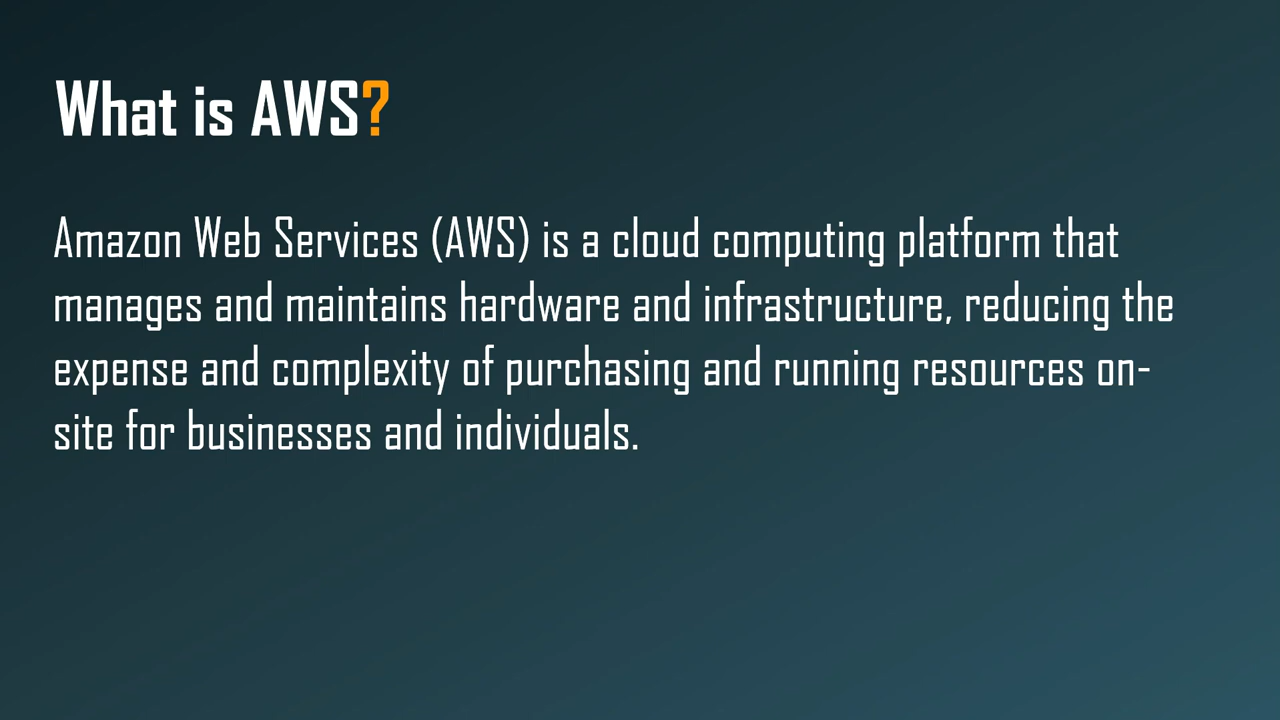 What is AWS?
Amazon Web Services (AWS) is a cloud computing platform that
manages and maintains hardware and infrastructure, reducing the
expense and complexity of purchasing and running resources on-
site for businesses and individuals.